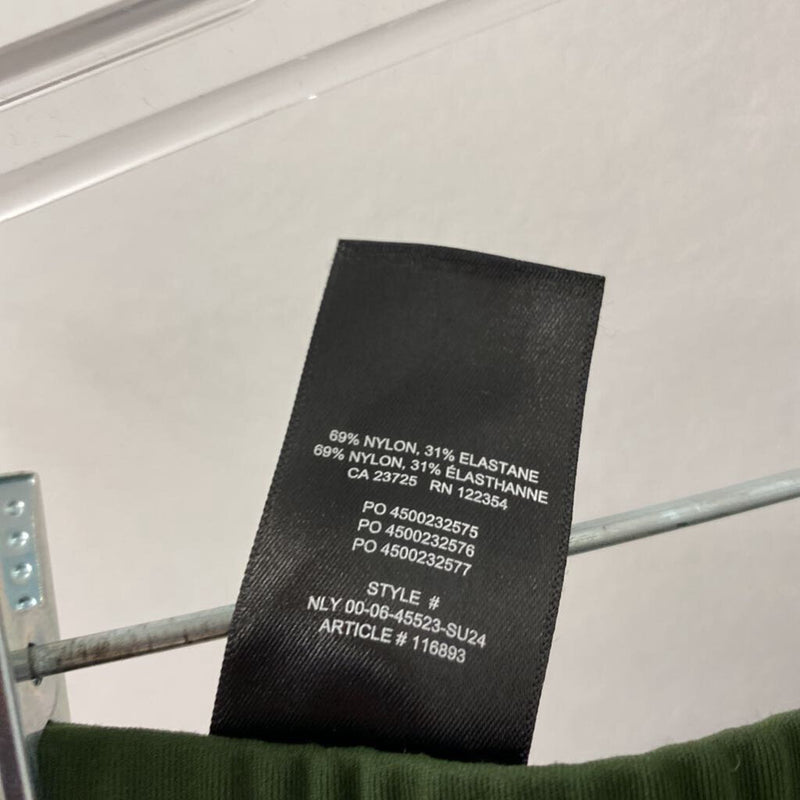 69% NYLON, 31% ELASTANE
69% NYLON, 31% ÉLASTHANNE
CA 23725 RN 122354
PO 4500232575
PO 4500232576
PO 4500232577
STYLE #
NLY 00-06-45523-SU24
ARTICLE # 116893